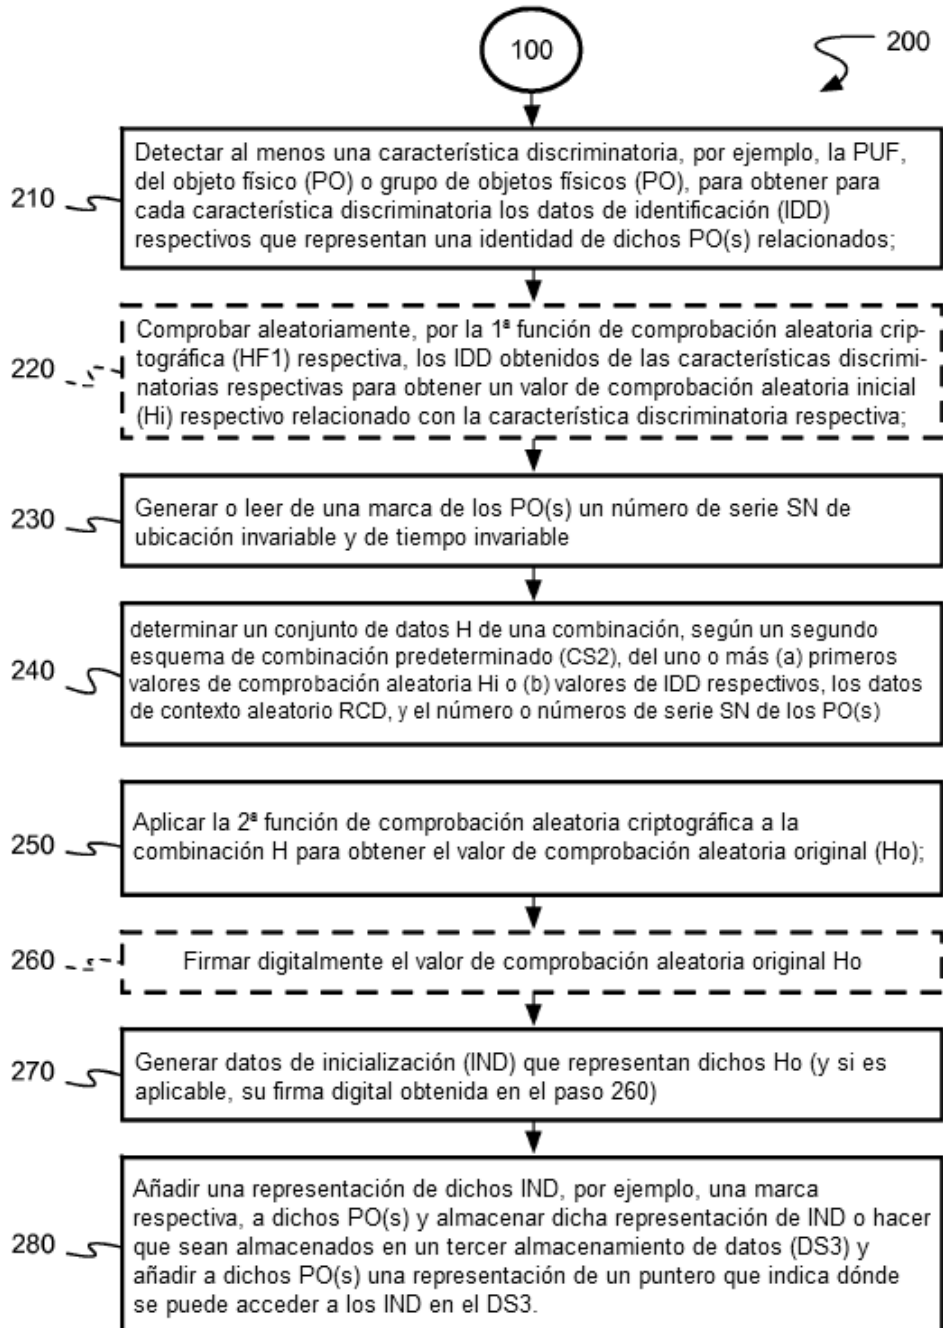 100
200
210
Detectar al menos una característica discriminatoria, por ejemplo, la PUF,
del objeto físico (PO) o grupo de objetos físicos (PO), para obtener para
cada característica discriminatoria los datos de identificación (IDD)
respectivos que representan una identidad de dichos PO(s) relacionados;
220
Comprobar aleatoriamente, por la 1ª función de comprobación aleatoria crip-
tográfica (HF1) respectiva, los IDD obtenidos de las características discrimi-
natorias respectivas para obtener un valor de comprobación aleatoria inicial
(Hi) respectivo relacionado con la característica discriminatoria respectiva;
230
Generar o leer de una marca de los PO(s) un número de serie SN de
ubicación invariable y de tiempo invariable
240
determinar un conjunto de datos H de una combinación, según un segundo
esquema de combinación predeterminado (CS2), del uno o más (a) primeros
valores de comprobación aleatoria Hi o (b) valores de IDD respectivos, los datos
de contexto aleatorio RCD, y el número o números de serie SN de los PO(s)
250
Aplicar la 2ª función de comprobación aleatoria criptográfica a la
combinación H para obtener el valor de comprobación aleatoria original (Ho);
260
Firmar digitalmente el valor de comprobación aleatoria original Ho
270
Generar datos de inicialización (IND) que representan dichos Ho (y si es
aplicable, su firma digital obtenida en el paso 260)
280
Añadir una representación de dichos IND, por ejemplo, una marca
respectiva, a dichos PO(s) y almacenar dicha representación de IND o hacer
que sean almacenados en un tercer almacenamiento de datos (DS3) y
añadir a dichos PO(s) una representación de un puntero que indica dónde
se puede acceder a los IND en el DS3.